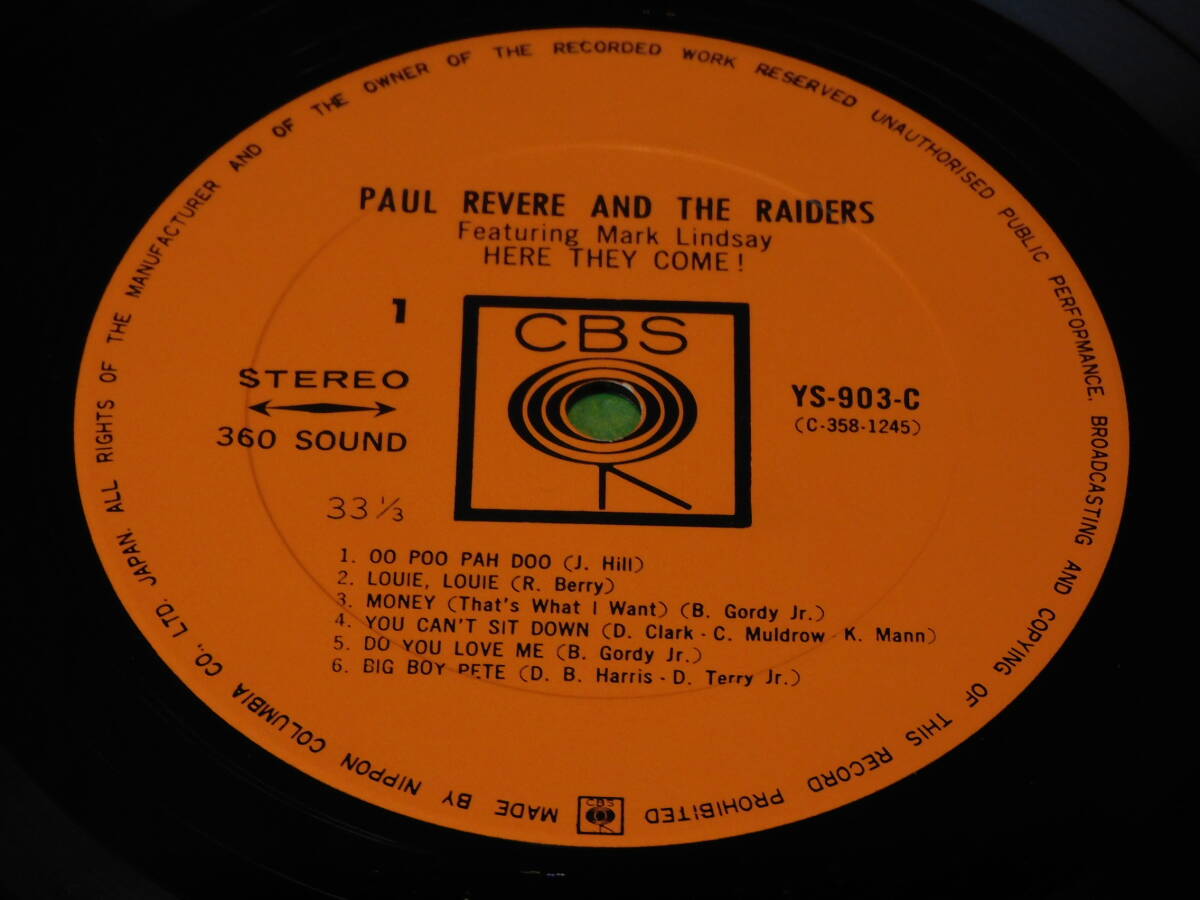 PAUL REVERE AND THE RAIDERS
Featuring Mark Lindsay
HERE THEY COME!
1
CBS
STEREO
360 SOUND
YS-903-C
(C-358-1245)
33 1/3
1. OO POO PAH DOO (J. Hill)
2. LOUIE, LOUIE (R. Berry)
3. MONEY (That's What I Want) (B. Gordy Jr.)
4. YOU CAN'T SIT DOWN (D. Clark - C. Muldrow - K. Mann)
5. DO YOU LOVE ME (B. Gordy Jr.)
6. BIG BOY PETE (D. B. Harris - D. Terry Jr.)
MADE BY NIPPON COLUMBIA CO., LTD. JAPAN. ALL RIGHTS OF THE MANUFACTURER AND OF THE OWNER OF THE RECORDED WORK RESERVED UNAUTHORISED PUBLIC PERFORMANCE, BROADCASTING AND COPYING OF THIS RECORD PROHIBITED
CBS